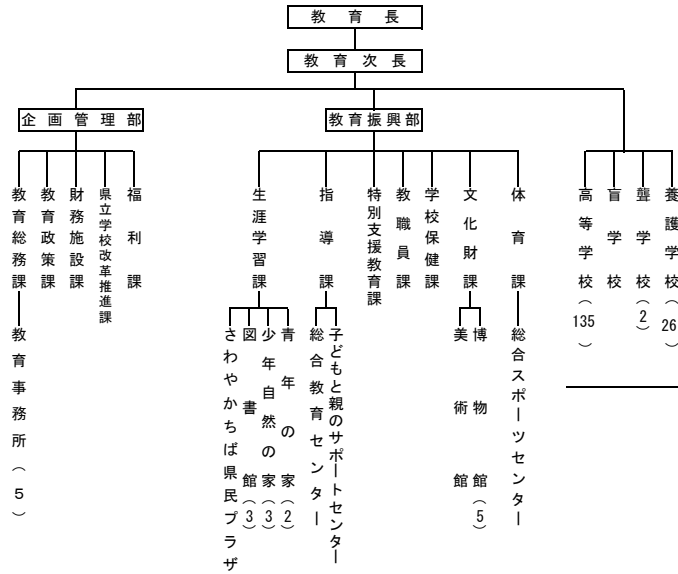 教育長
教育次長
企画管理部
教育振興部
教育総務課
教育政策課
財務施設課
県立学校改革推進課
福利課
生涯学習課
指導課
特別支援教育課
教職員課
学校保健課
文化財課
体育課
高等学校(135)
盲学校
聾学校(2)
養護学校(26)
教育事務所(5)
さわやかちば県民プラザ
図書館(3)
少年自然の家(3)
青年の家(2)
総合教育センター
子どもと親のサポートセンター
美術館
博物館(5)
総合スポーツセンター